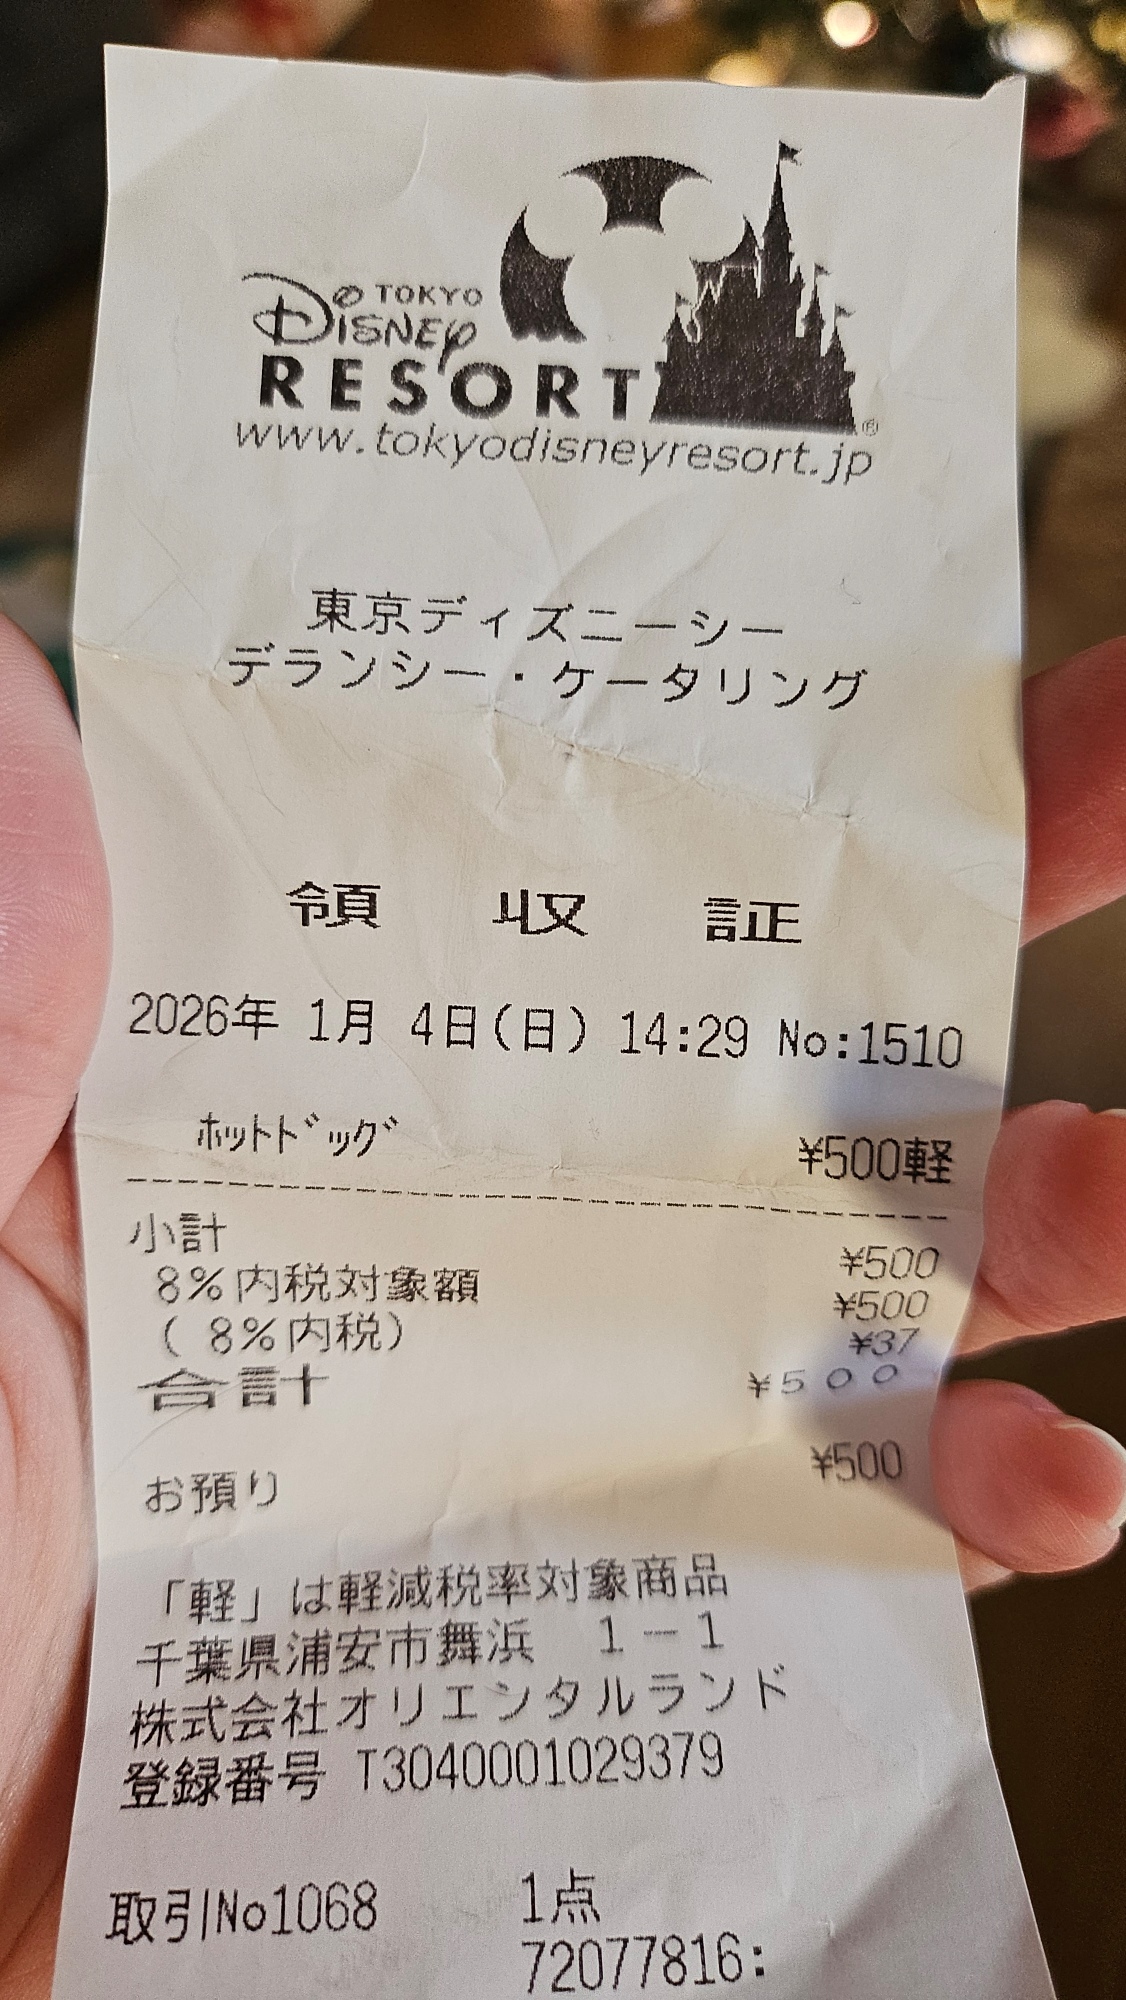 TOKYO
Disney
RESORT®
www.tokyodisneyresort.jp
東京ディズニーシー
デランシー・ケータリング
領 収 証
2026年 1月 4日(日) 14:29 No:1510
ﾎｯﾄﾄﾞｯｸﾞ ¥500軽
小計 ¥500
8%内税対象額 ¥500
( 8%内税) ¥37
合計 ¥500
お預り ¥500
「軽」は軽減税率対象商品
千葉県浦安市舞浜 1－1
株式会社オリエンタルランド
登録番号 T3040001029379
取引No1068 1点
72077816: